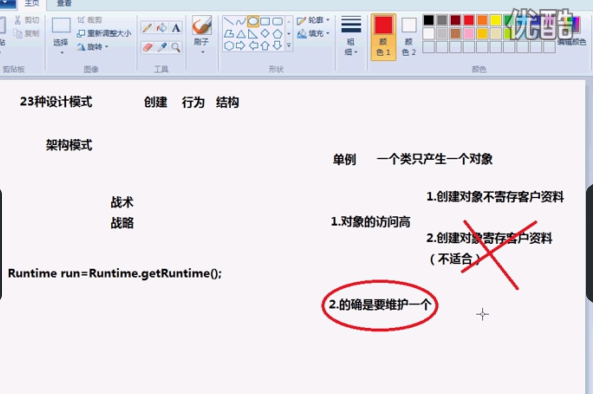 主页
查看
优酷
剪切
复制
剪贴板
选择
裁剪
重新调整大小
旋转
图像
工具
刷子
形状
轮廓
填充
粗细
颜色 1
颜色 2
编辑颜色
颜色
23种设计模式 创建 行为 结构
架构模式
单例 一个类只产生一个对象
战术
战略
1.对象的访问高
1.创建对象不寄存客户资料
2.创建对象寄存客户资料
（不适合）
Runtime run=Runtime.getRuntime();
2.的确是要维护一个